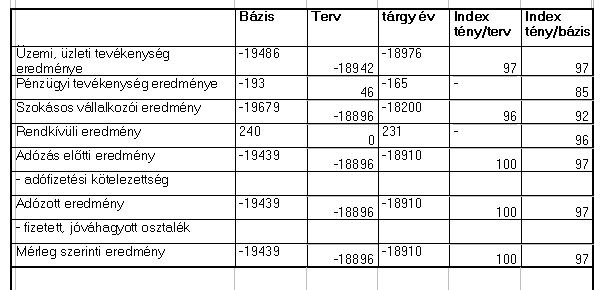 Bázis Terv tárgy év Index tény/terv Index tény/bázis
Üzemi, üzleti tevékenység eredménye -19486 -18942 -18976 97 97
Pénzügyi tevékenység eredménye -193 46 -165 - 85
Szokásos vállalkozói eredmény -19679 -18896 -18200 96 92
Rendkívüli eredmény 240 0 231 - 96
Adózás előtti eredmény -19439 -18896 -18910 100 97
- adófizetési kötelezettség
Adózott eredmény -19439 -18896 -18910 100 97
- fizetett, jóváhagyott osztalék
Mérleg szerinti eredmény -19439 -18896 -18910 100 97